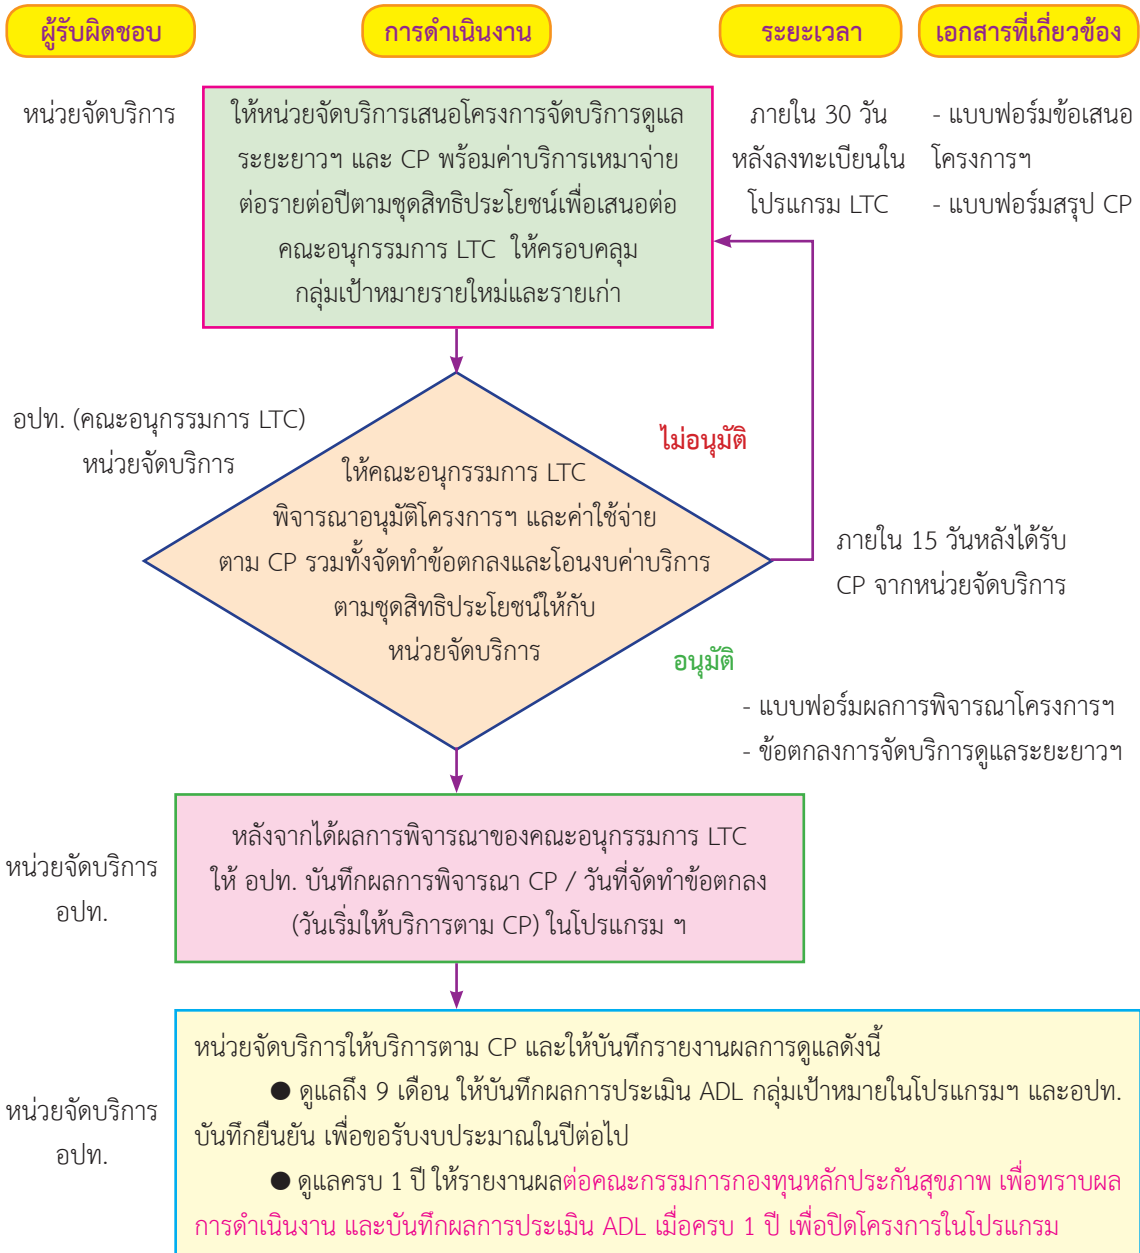 ผู้รับผิดชอบ
การดำเนินงาน
ระยะเวลา
เอกสารที่เกี่ยวข้อง
หน่วยจัดบริการ
ให้หน่วยจัดบริการเสนอโครงการจัดบริการดูแล
ระยะยาวฯ และ CP พร้อมค่าบริการเหมาจ่าย
ต่อรายต่อปีตามชุดสิทธิประโยชน์เพื่อเสนอต่อ
คณะอนุกรรมการ LTC ให้ครอบคลุม
กลุ่มเป้าหมายรายใหม่และรายเก่า
ภายใน 30 วัน
หลังลงทะเบียนใน
โปรแกรม LTC
- แบบฟอร์มข้อเสนอ
โครงการฯ
- แบบฟอร์มสรุป CP
อปท. (คณะอนุกรรมการ LTC)
หน่วยจัดบริการ
ให้คณะอนุกรรมการ LTC
พิจารณาอนุมัติโครงการฯ และค่าใช้จ่าย
ตาม CP รวมทั้งจัดทำข้อตกลงและโอนงบค่าบริการ
ตามชุดสิทธิประโยชน์ให้กับ
หน่วยจัดบริการ
ไม่อนุมัติ
ภายใน 15 วันหลังได้รับ
CP จากหน่วยจัดบริการ
อนุมัติ
- แบบฟอร์มผลการพิจารณาโครงการฯ
- ข้อตกลงการจัดบริการดูแลระยะยาวฯ
หน่วยจัดบริการ
อปท.
หลังจากได้ผลการพิจารณาของคณะอนุกรรมการ LTC
ให้ อปท. บันทึกผลการพิจารณา CP / วันที่จัดทำข้อตกลง
(วันเริ่มให้บริการตาม CP) ในโปรแกรม ฯ
หน่วยจัดบริการ
อปท.
หน่วยจัดบริการให้บริการตาม CP และให้บันทึกรายงานผลการดูแลดังนี้
● ดูแลถึง 9 เดือน ให้บันทึกผลการประเมิน ADL กลุ่มเป้าหมายในโปรแกรมฯ และอปท.
บันทึกยืนยัน เพื่อขอรับงบประมาณในปีต่อไป
● ดูแลครบ 1 ปี ให้รายงานผลต่อคณะกรรมการกองทุนหลักประกันสุขภาพ เพื่อทราบผล
การดำเนินงาน และบันทึกผลการประเมิน ADL เมื่อครบ 1 ปี เพื่อปิดโครงการในโปรแกรม